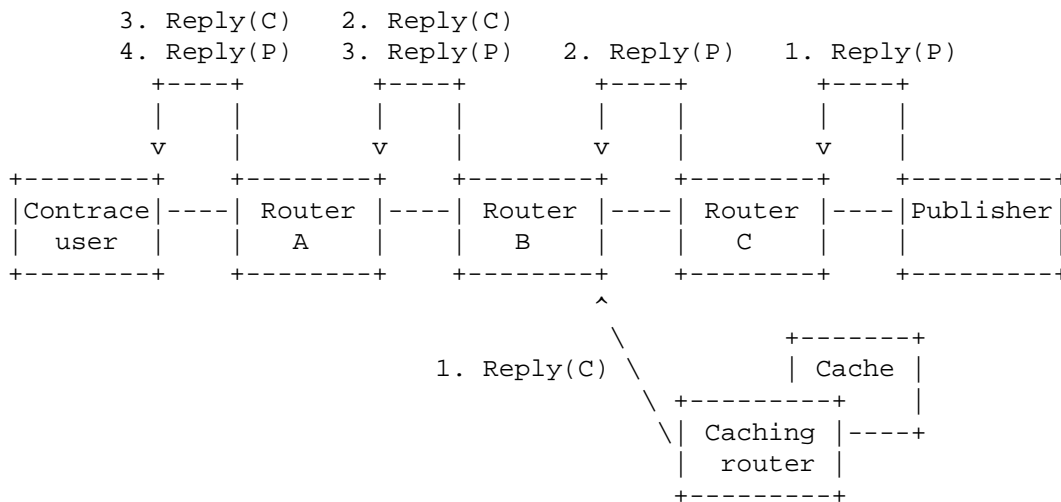 3. Reply(C)   2. Reply(C)
4. Reply(P)   3. Reply(P)   2. Reply(P)   1. Reply(P)
v v v v
Contrace user
Router A
Router B
Router C
Publisher
^
1. Reply(C)
Cache
Caching router